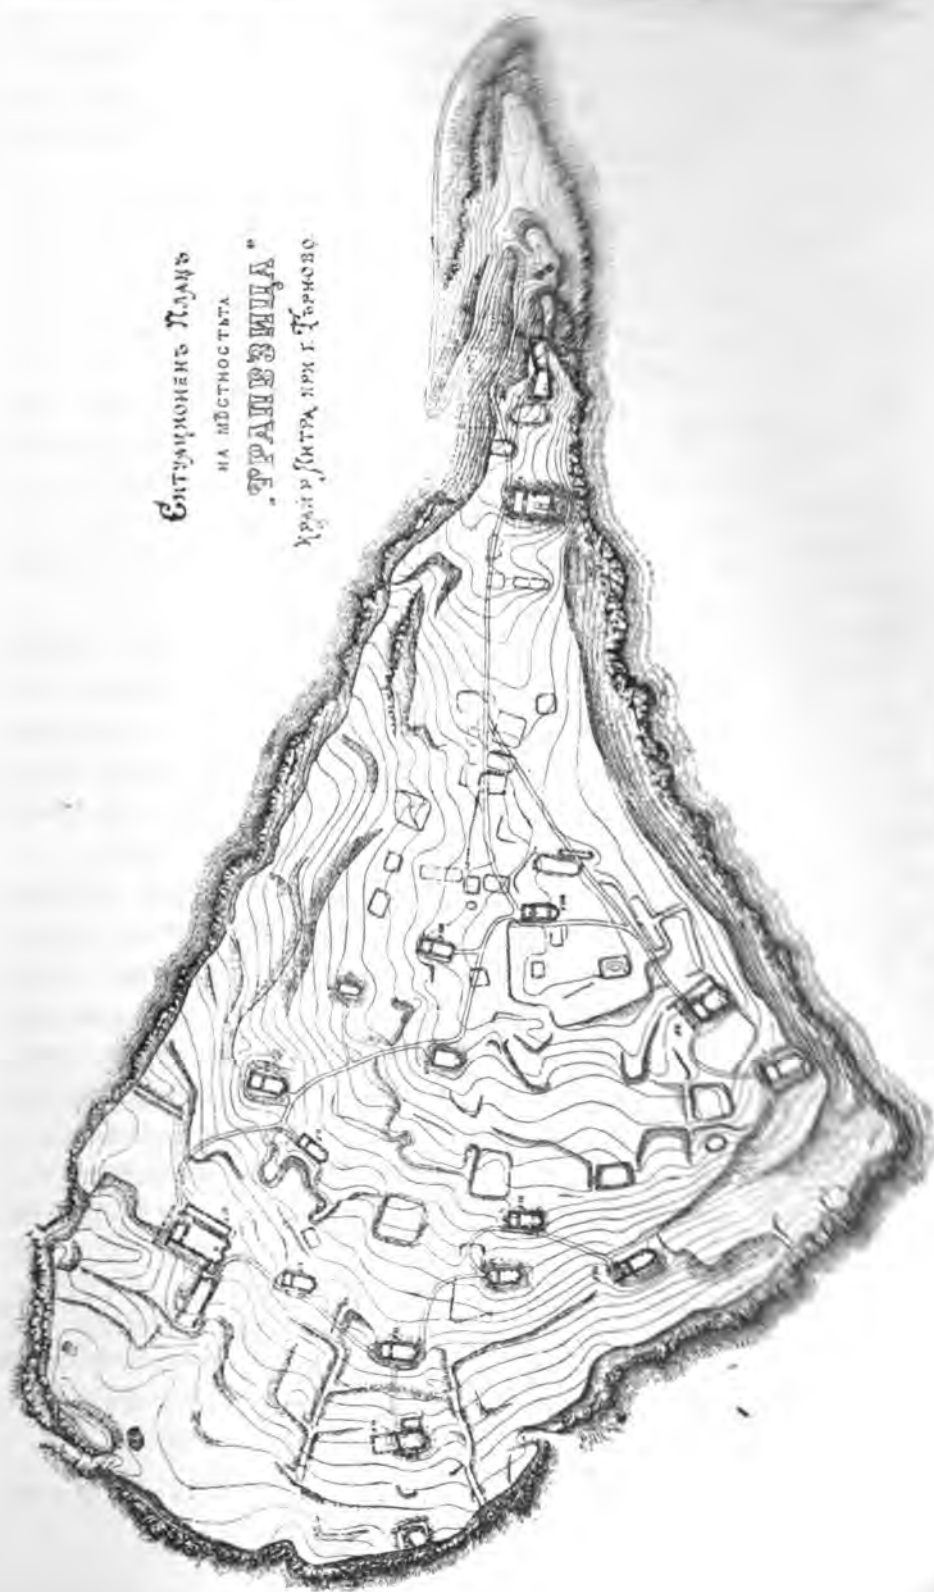 Ситуационенъ Планъ
НА МѢСТНОСТЬТА
„ТРАПЕЗИЦА“
Край р. Янтра при г. Търново